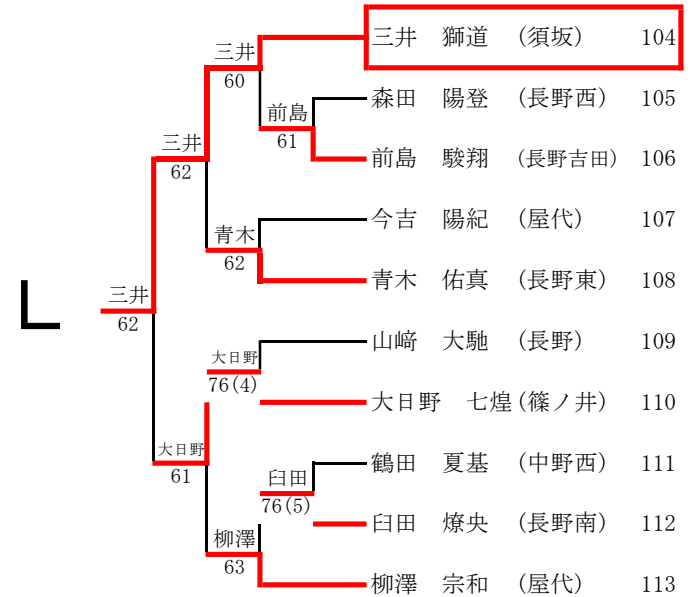 三井 獅道 (須坂) 104
三井
60
森田 陽登 (長野西) 105
前島
61
三井
62
前島 駿翔 (長野吉田) 106
今吉 陽紀 (屋代) 107
青木
62
青木 佑真 (長野東) 108
L
三井
62
山﨑 大馳 (長野) 109
大日野
76(4)
大日野 七煌 (篠ノ井) 110
大日野
61
鶴田 夏基 (中野西) 111
臼田
76(5)
臼田 燎央 (長野南) 112
柳澤
63
柳澤 宗和 (屋代) 113